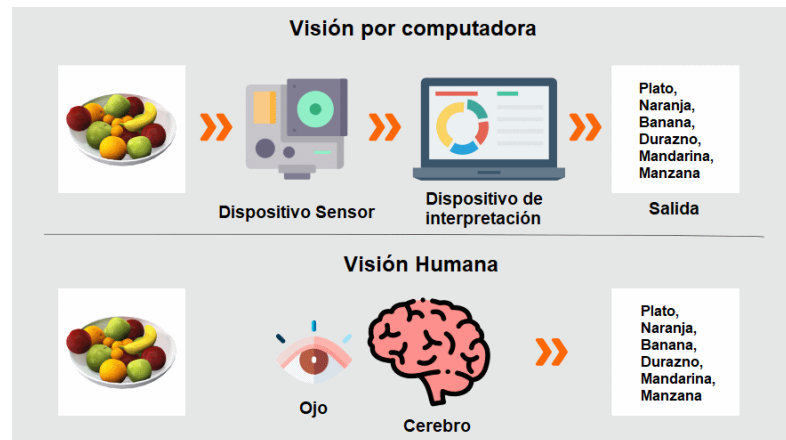 Visión por computadora
Plato,
Naranja,
Banana,
Durazno,
Mandarina,
Manzana
Dispositivo Sensor
Dispositivo de
interpretación
Salida
Visión Humana
Plato,
Naranja,
Banana,
Durazno,
Mandarina,
Manzana
Ojo
Cerebro